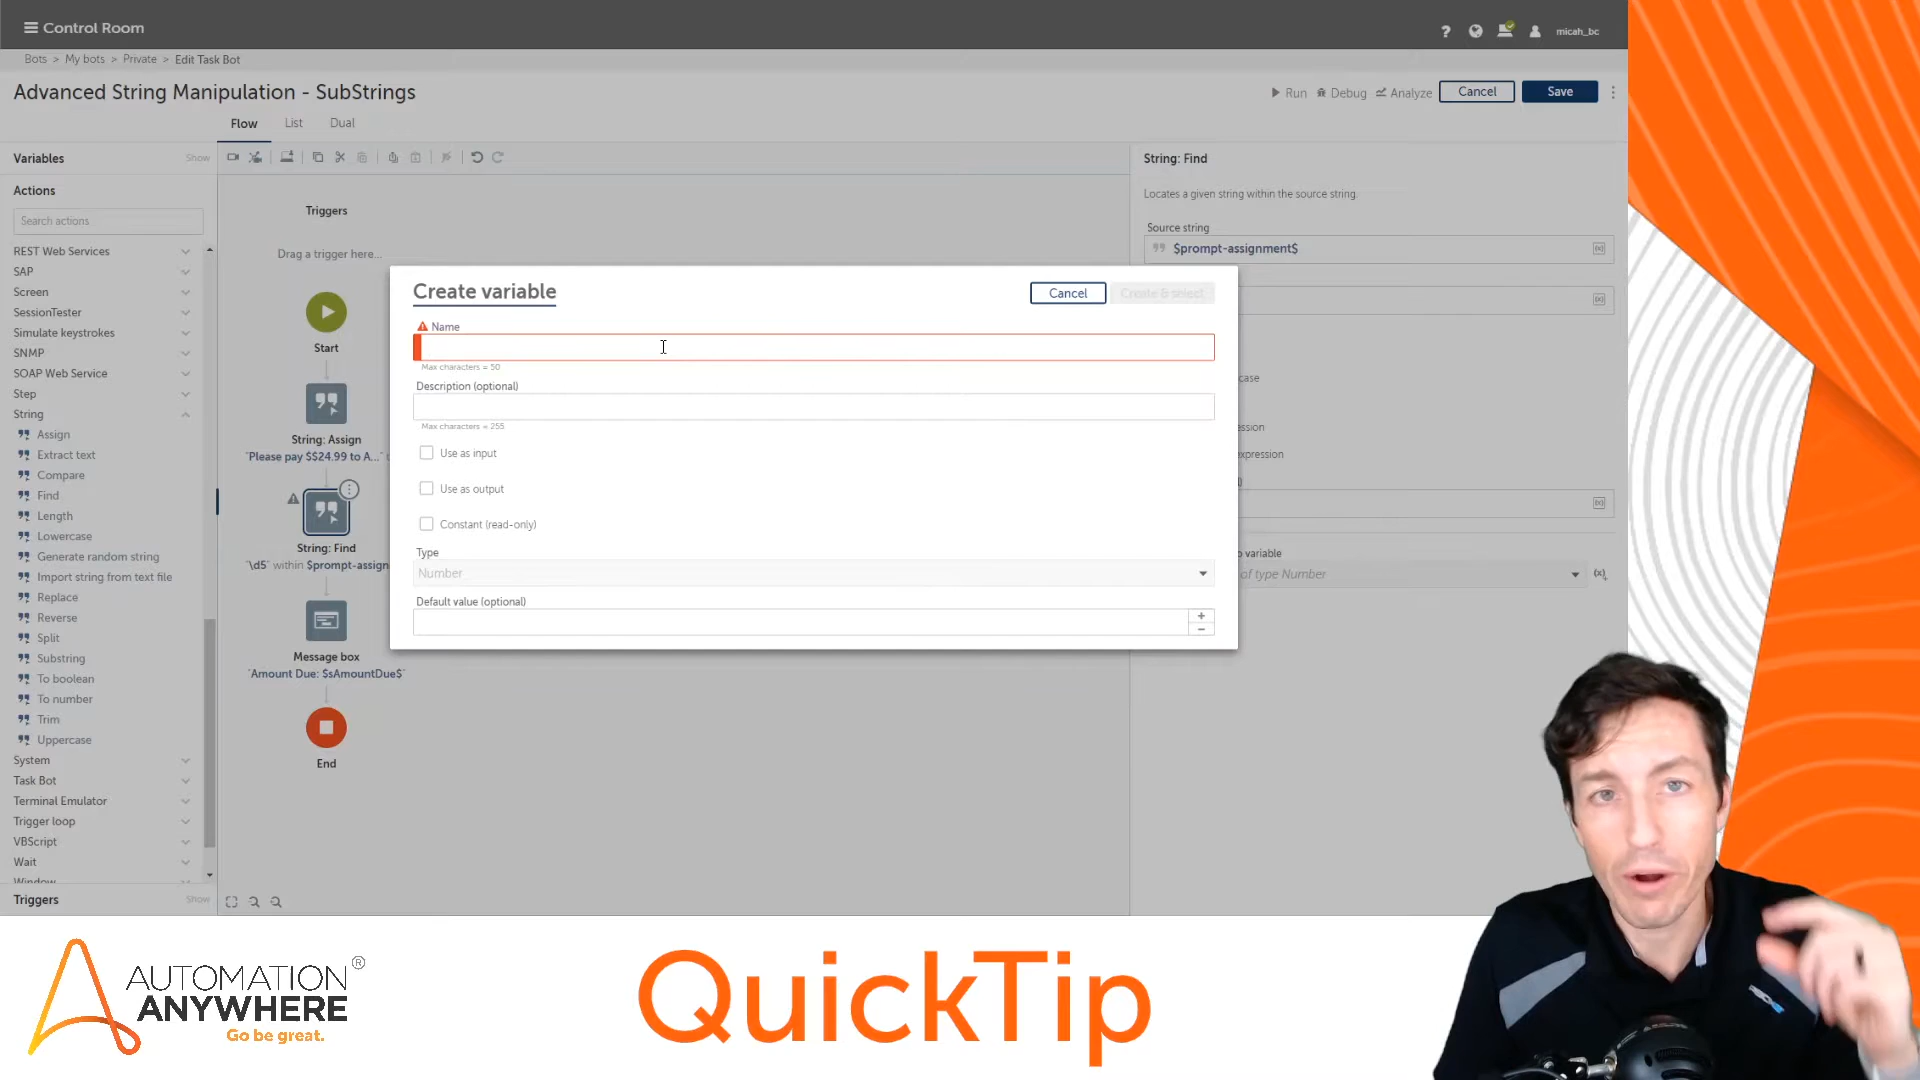 Control Room
micah_bc
Bots > My bots > Private > Edit Task Bot
Advanced String Manipulation - SubStrings
Run Debug Analyze Cancel Save
Flow List Dual
Variables Show
Actions
Search actions
REST Web Services
SAP
Screen
SessionTester
Simulate keystrokes
SNMP
SOAP Web Service
Step
String
Assign
Extract text
Compare
Find
Length
Lowercase
Generate random string
Import string from text file
Replace
Reverse
Split
Substring
To boolean
To number
Trim
Uppercase
System
Task Bot
Terminal Emulator
Trigger loop
VBScript
Wait
Triggers Show
Triggers
Drag a trigger here...
Start
String: Assign
"Please pay $$24.99 to A..." t
String: Find
"\d5" within $prompt-assign
Message box
"Amount Due: $sAmountDue$"
End
Create variable
Cancel Create & select
Name
Max characters = 50
Description (optional)
Max characters = 255
Use as input
Use as output
Constant (read-only)
Type
Number
Default value (optional)
String: Find
Locates a given string within the source string.
Source string
$prompt-assignment$
case
ession
expression
o variable
of type Number
AUTOMATION ®
ANYWHERE
Go be great.
QuickTip